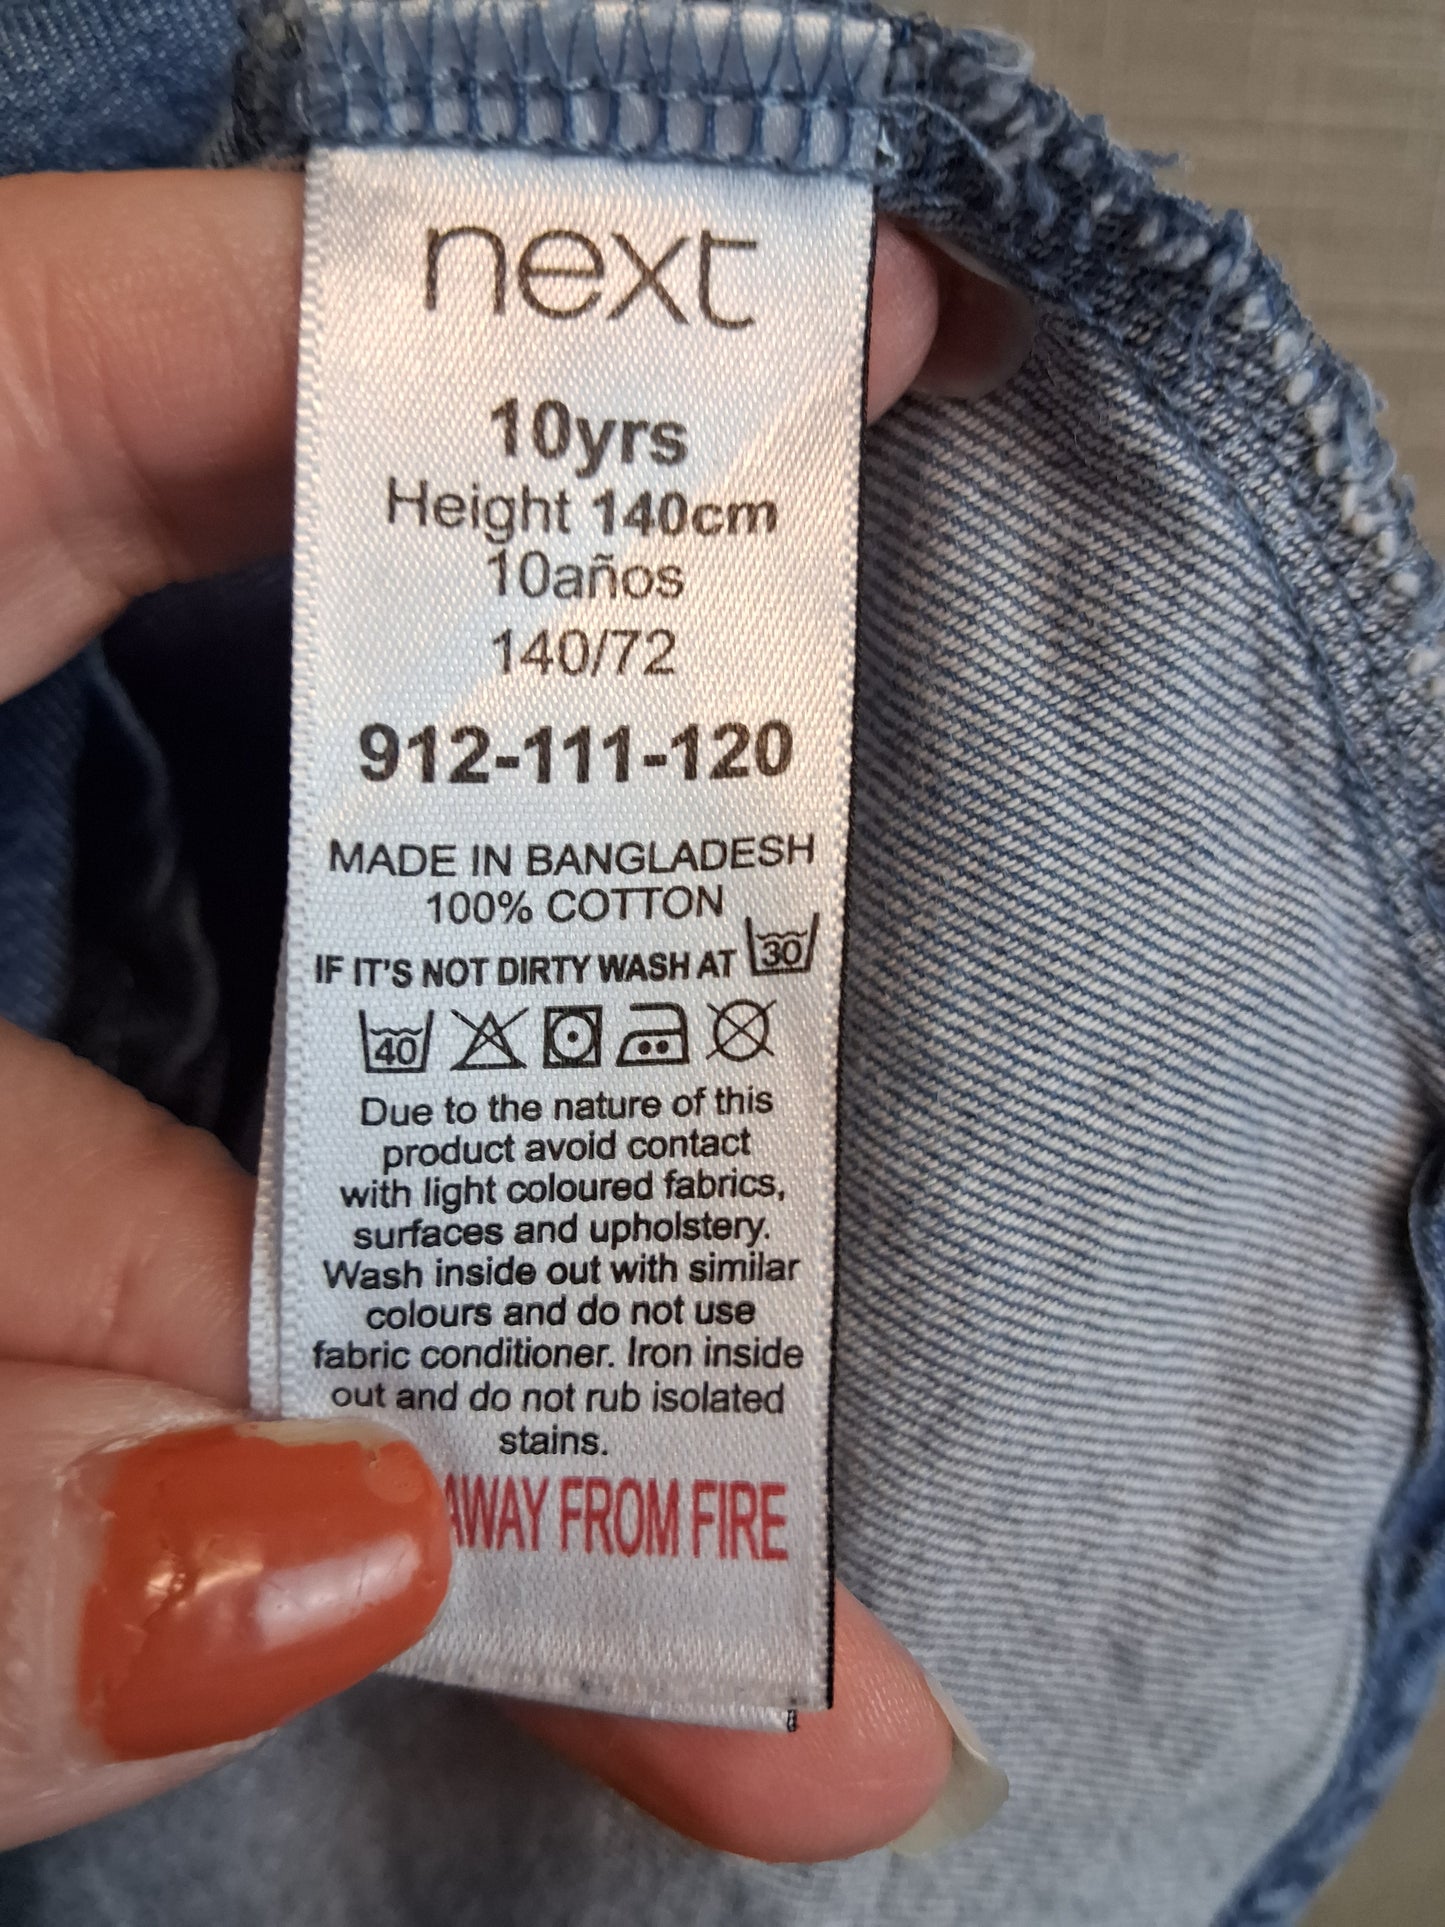 next
10yrs
Height 140cm
10años
140/72
912-111-120
MADE IN BANGLADESH
100% COTTON
IF IT'S NOT DIRTY WASH AT 30
40
Due to the nature of this
product avoid contact
with light coloured fabrics,
surfaces and upholstery.
Wash inside out with similar
colours and do not use
fabric conditioner. Iron inside
out and do not rub isolated
stains.
AWAY FROM FIRE